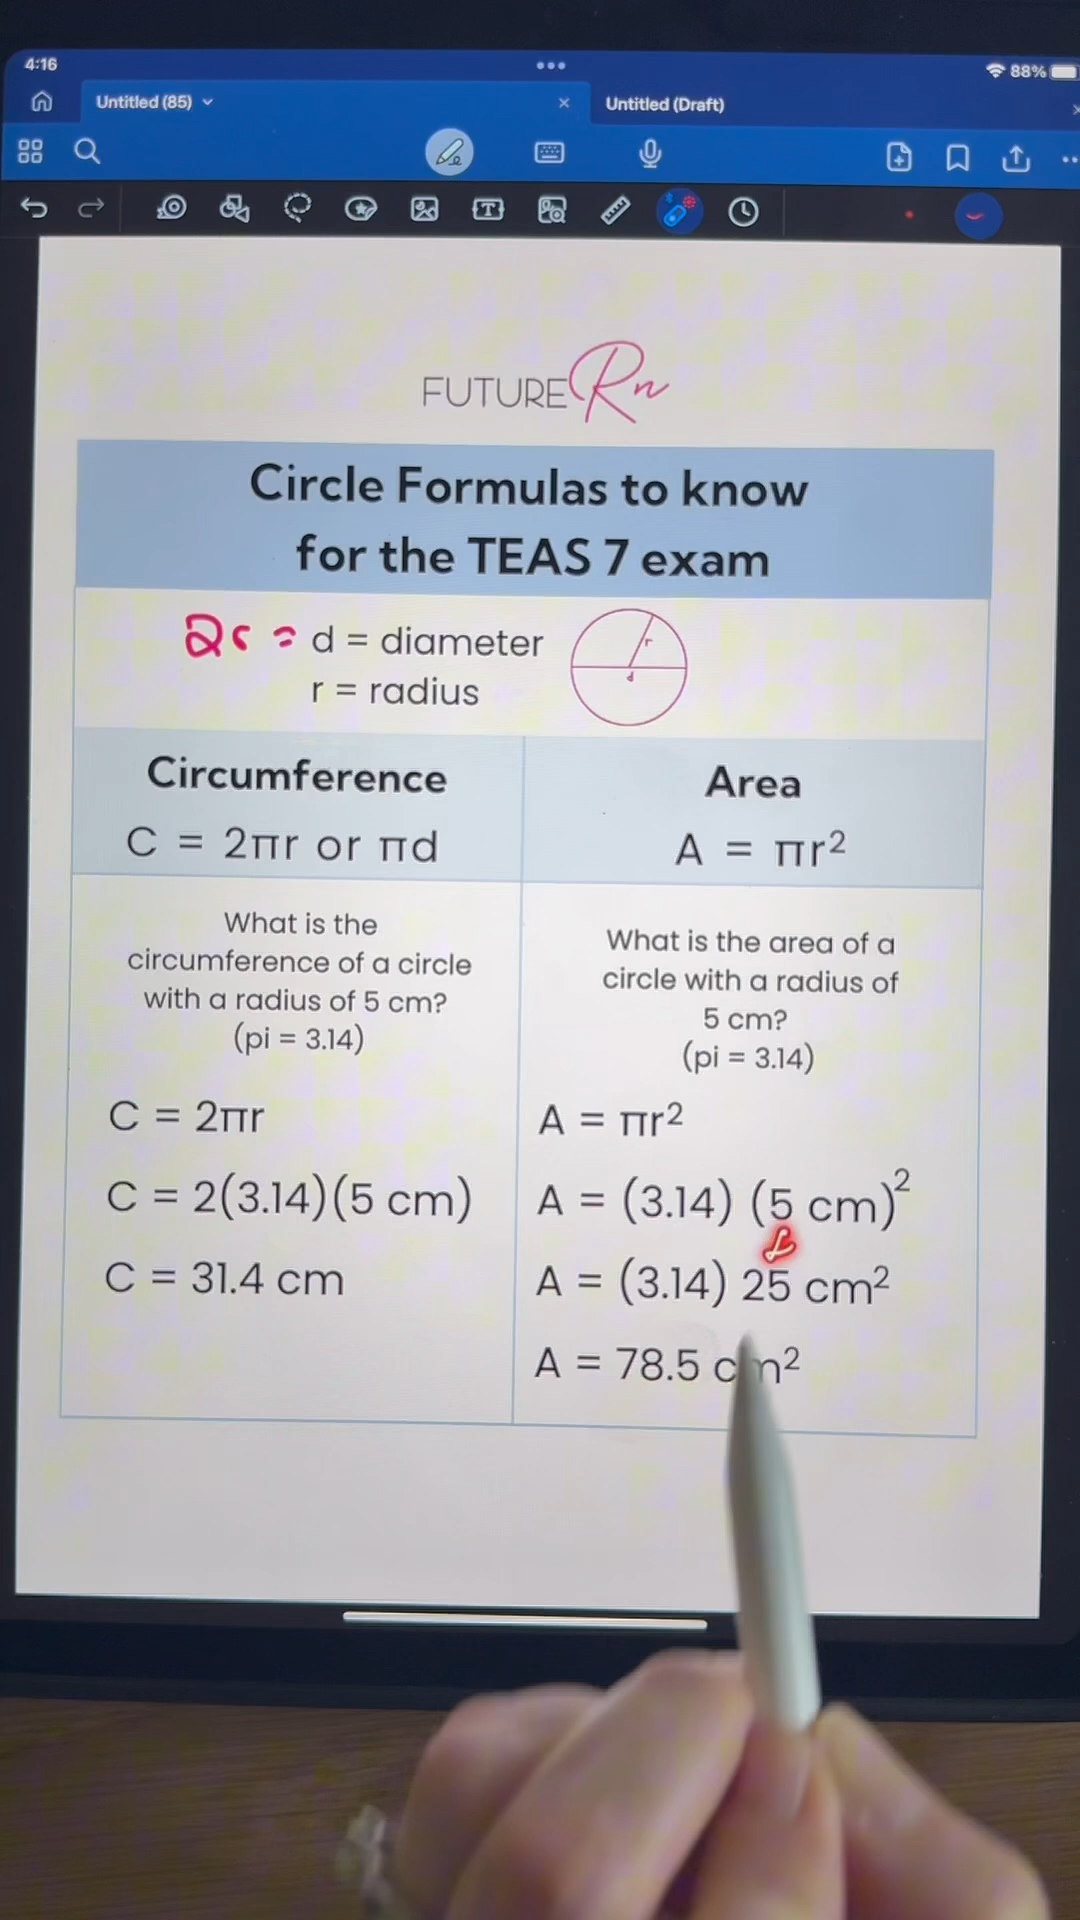 4:16
88%
Untitled (85)
Untitled (Draft)
FUTURE Rn
Circle Formulas to know
for the TEAS 7 exam
2r = d = diameter
r = radius
r
d
Circumference
C = 2πr or πd
Area
A = πr²
What is the
circumference of a circle
with a radius of 5 cm?
(pi = 3.14)
C = 2πr
C = 2(3.14)(5 cm)
C = 31.4 cm
What is the area of a
circle with a radius of
5 cm?
(pi = 3.14)
A = πr²
A = (3.14) (5 cm)²
A = (3.14) 25 cm²
A = 78.5 cm²